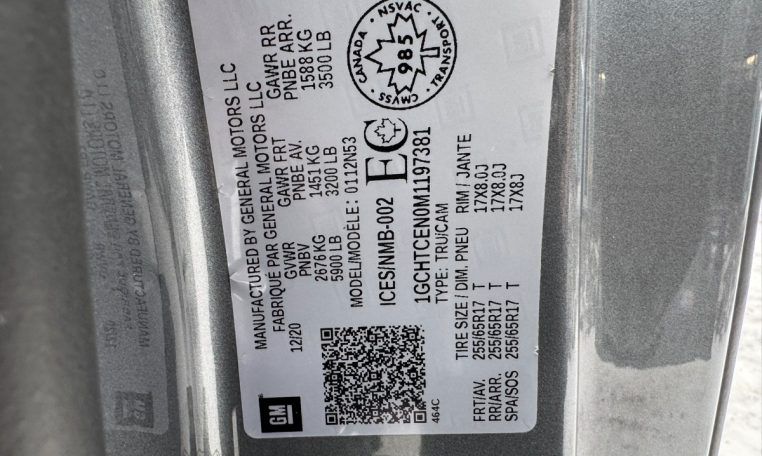 MANUFACTURED BY GENERAL MOTORS LLC
FABRIQUÉ PAR GENERAL MOTORS LLC
12/20 GVWR GAWR FRT GAWR RR
PNBV PNBE AV. PNBE ARR.
2676 KG 1451 KG 1588 KG
5900 LB 3200 LB 3500 LB
MODEL/MODÈLE: 0112N53
ICES/NMB-002 EC
CANADA · NSVAC · TRANSPORT · CMVSS
985
1GCHTCEN0M1197381
TYPE: TRU/CAM
TIRE SIZE / DIM. PNEU RIM / JANTE
FRT/AV. 255/65R17 T 17X8.0J
RR/ARR. 255/65R17 T 17X8.0J
SPA/SOS 255/65R17 T 17X8J
GM
464C